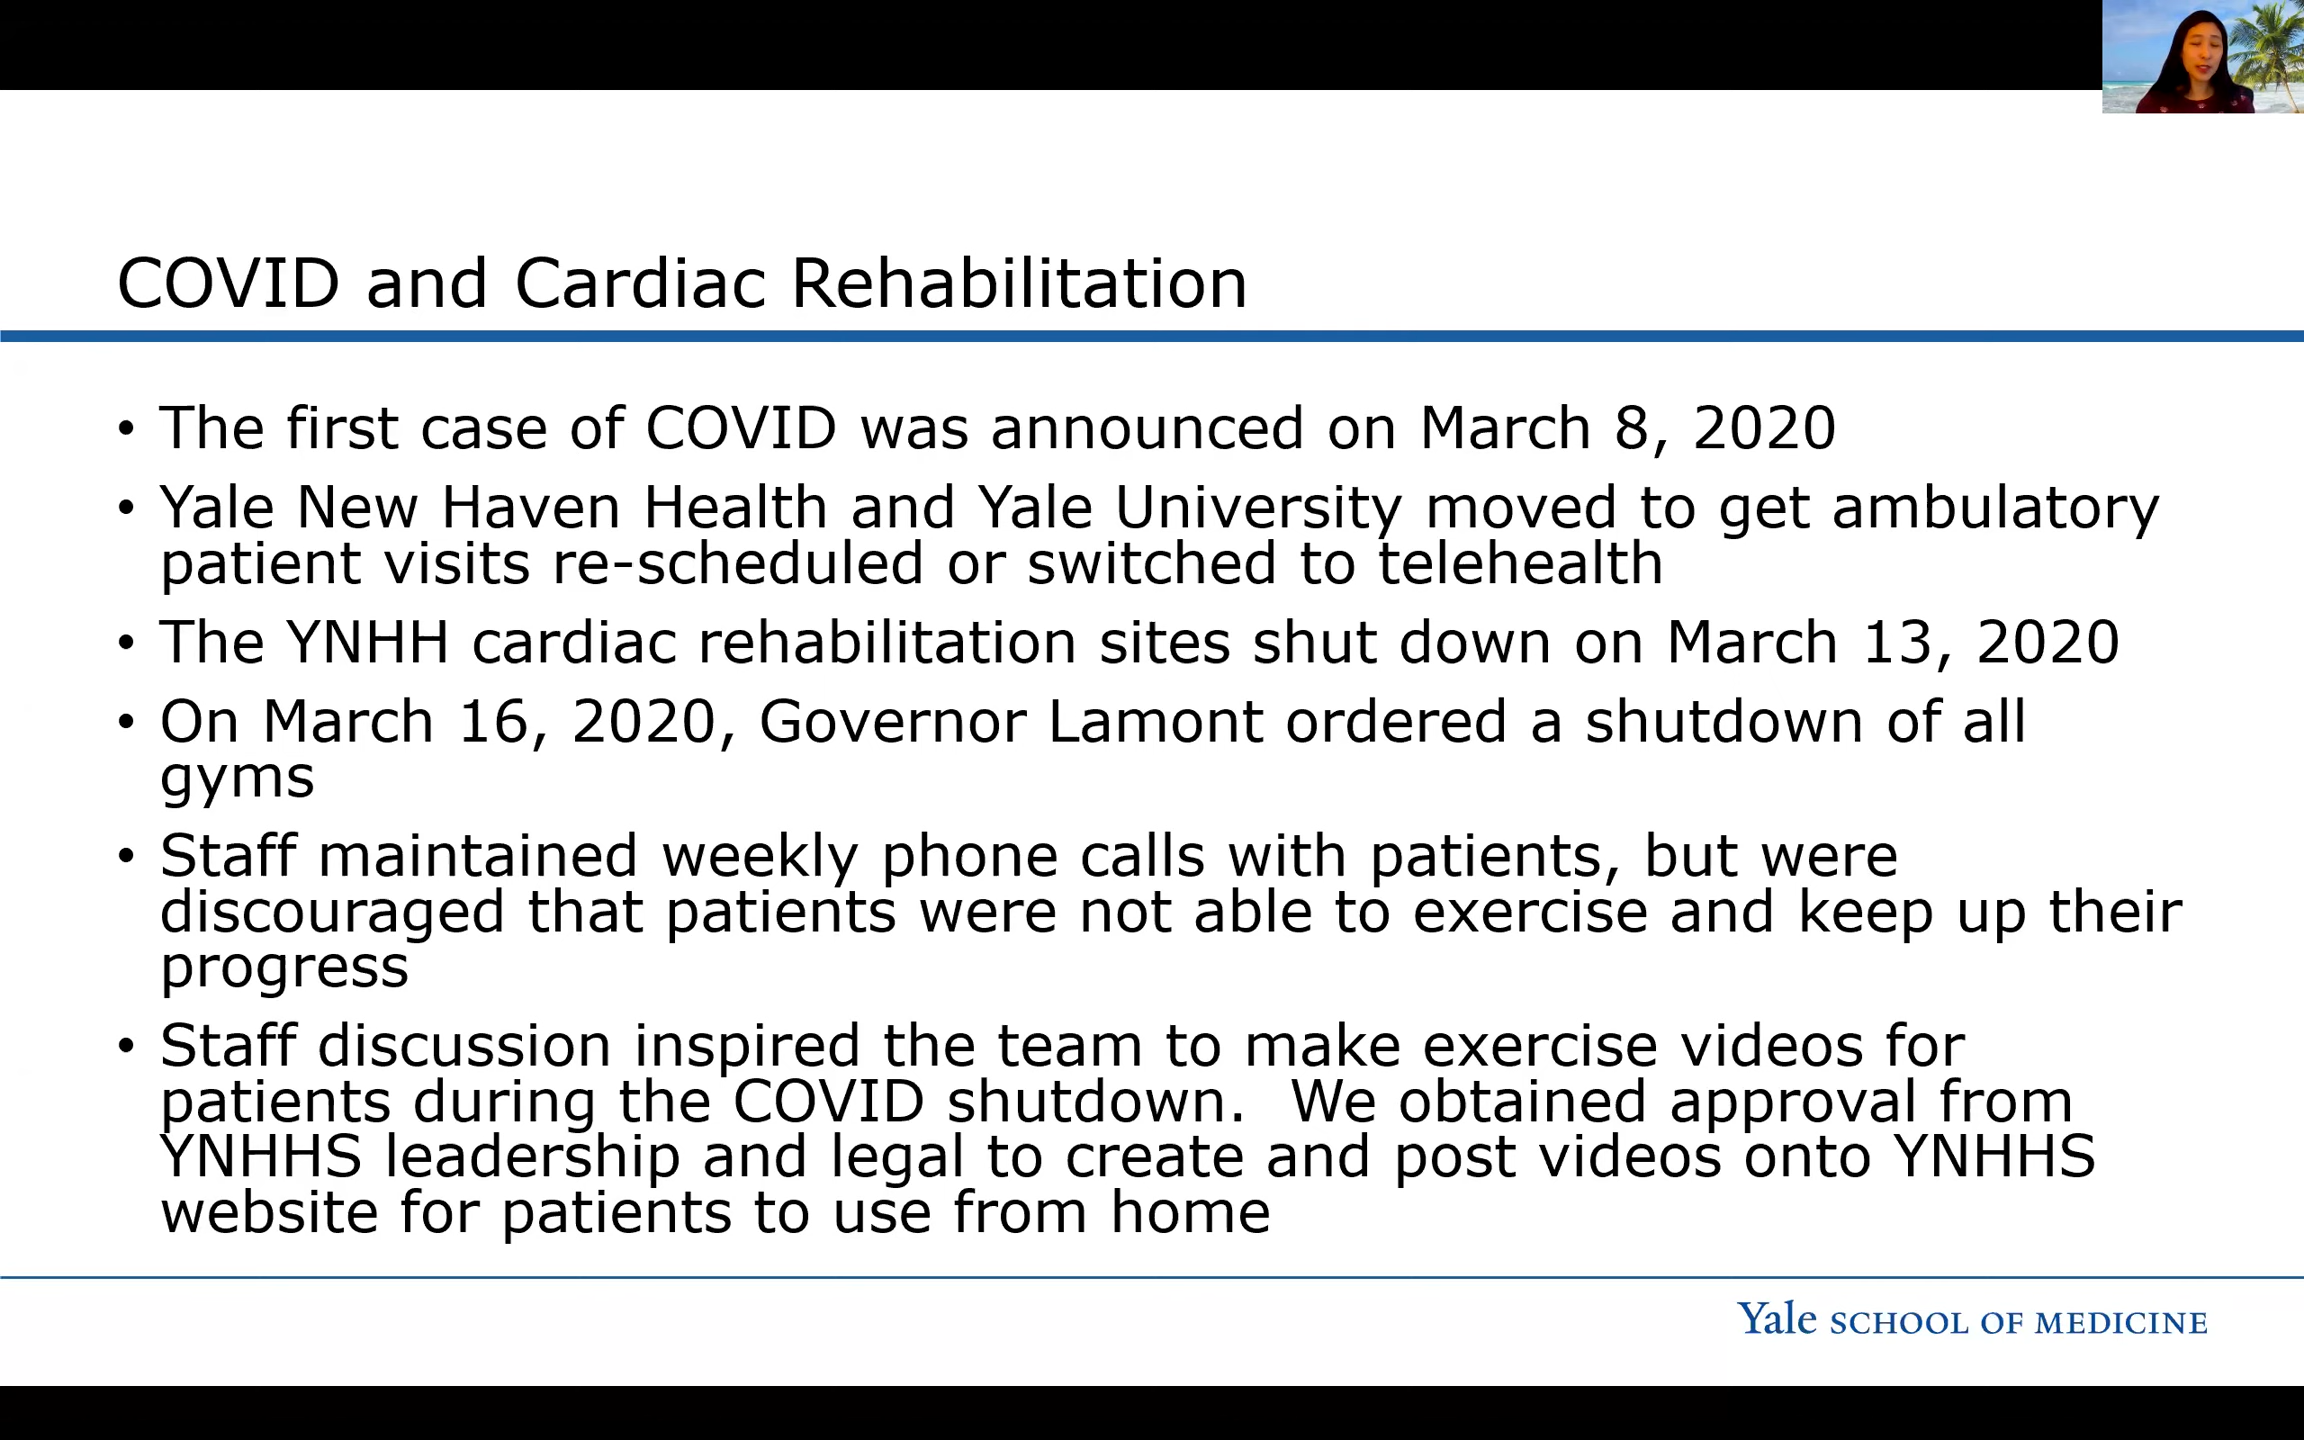 COVID and Cardiac Rehabilitation
• The first case of COVID was announced on March 8, 2020
• Yale New Haven Health and Yale University moved to get ambulatory
patient visits re-scheduled or switched to telehealth
• The YNHH cardiac rehabilitation sites shut down on March 13, 2020
• On March 16, 2020, Governor Lamont ordered a shutdown of all
gyms
• Staff maintained weekly phone calls with patients, but were
discouraged that patients were not able to exercise and keep up their
progress
• Staff discussion inspired the team to make exercise videos for
patients during the COVID shutdown.  We obtained approval from
YNHHS leadership and legal to create and post videos onto YNHHS
website for patients to use from home
Yale SCHOOL OF MEDICINE